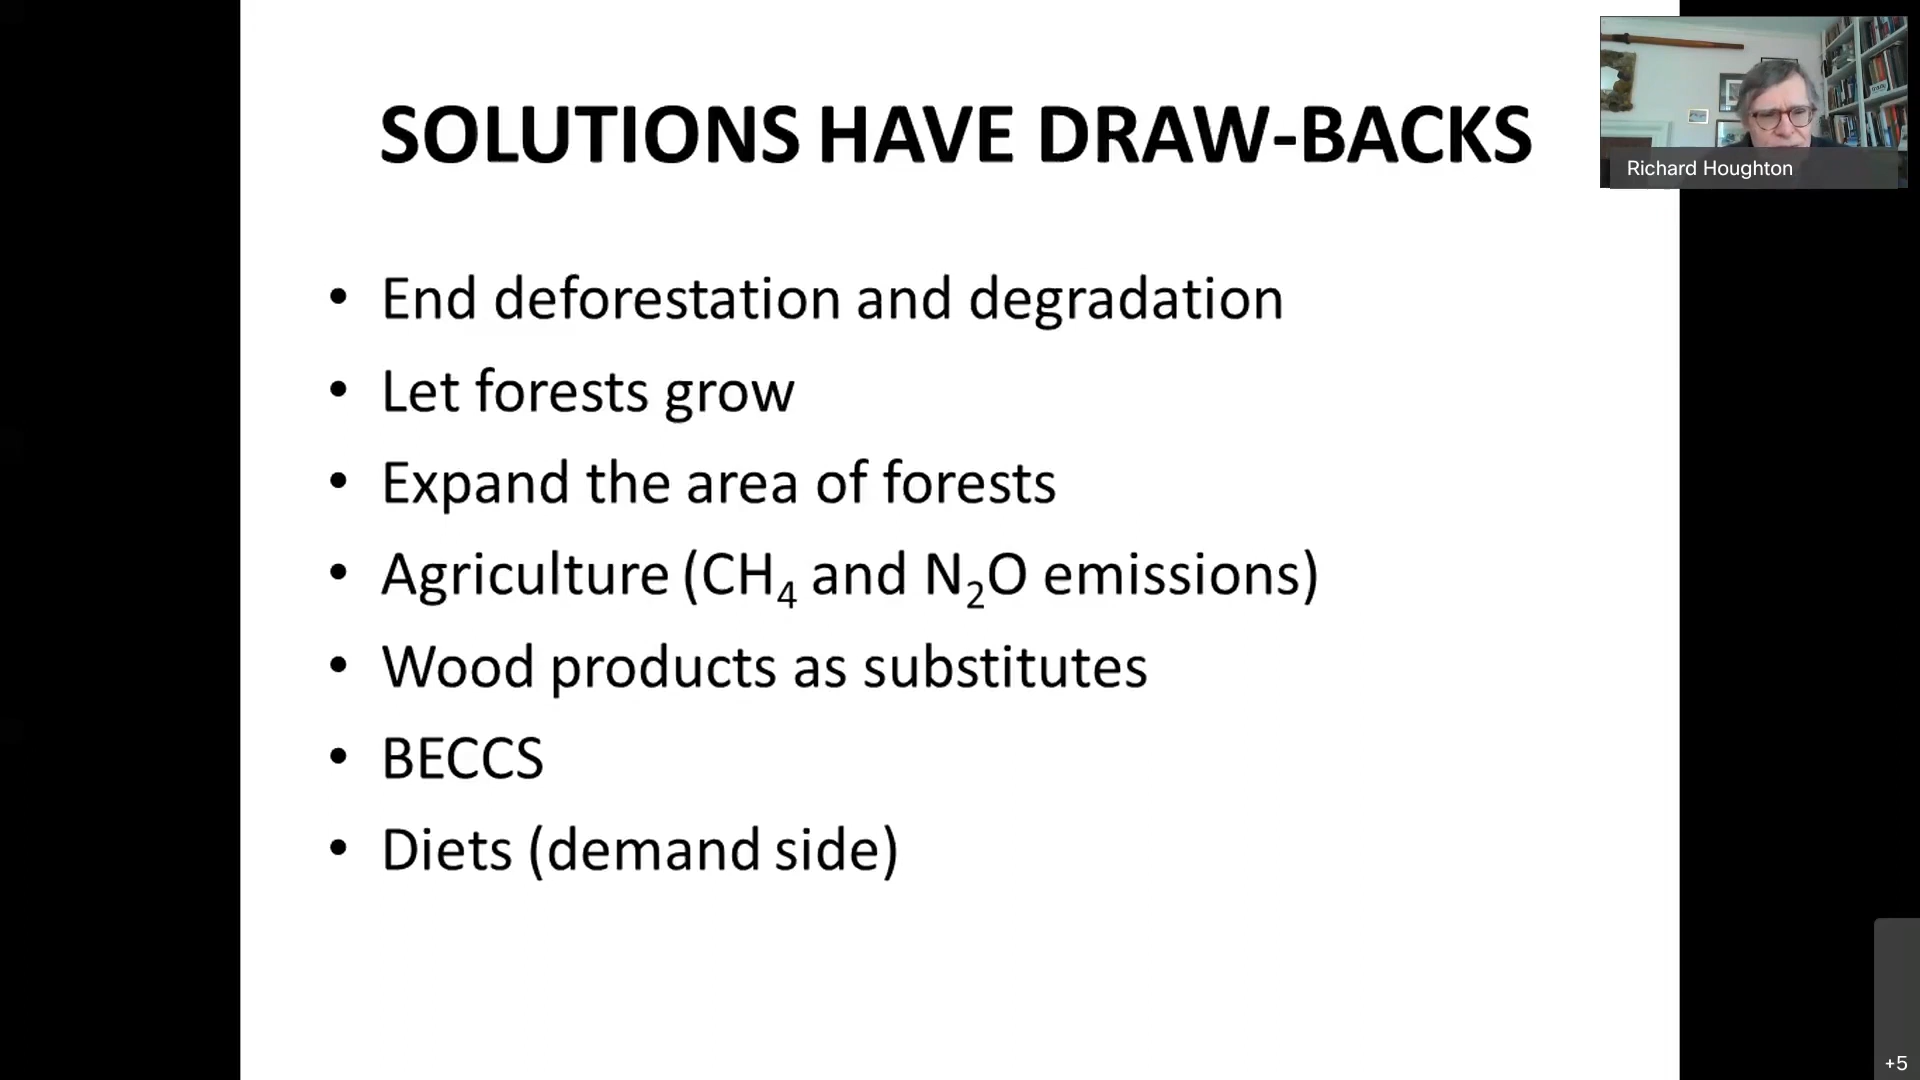 SOLUTIONS HAVE DRAW-BACKS
Richard Houghton
• End deforestation and degradation
• Let forests grow
• Expand the area of forests
• Agriculture (CH₄ and N₂O emissions)
• Wood products as substitutes
• BECCS
• Diets (demand side)
+5